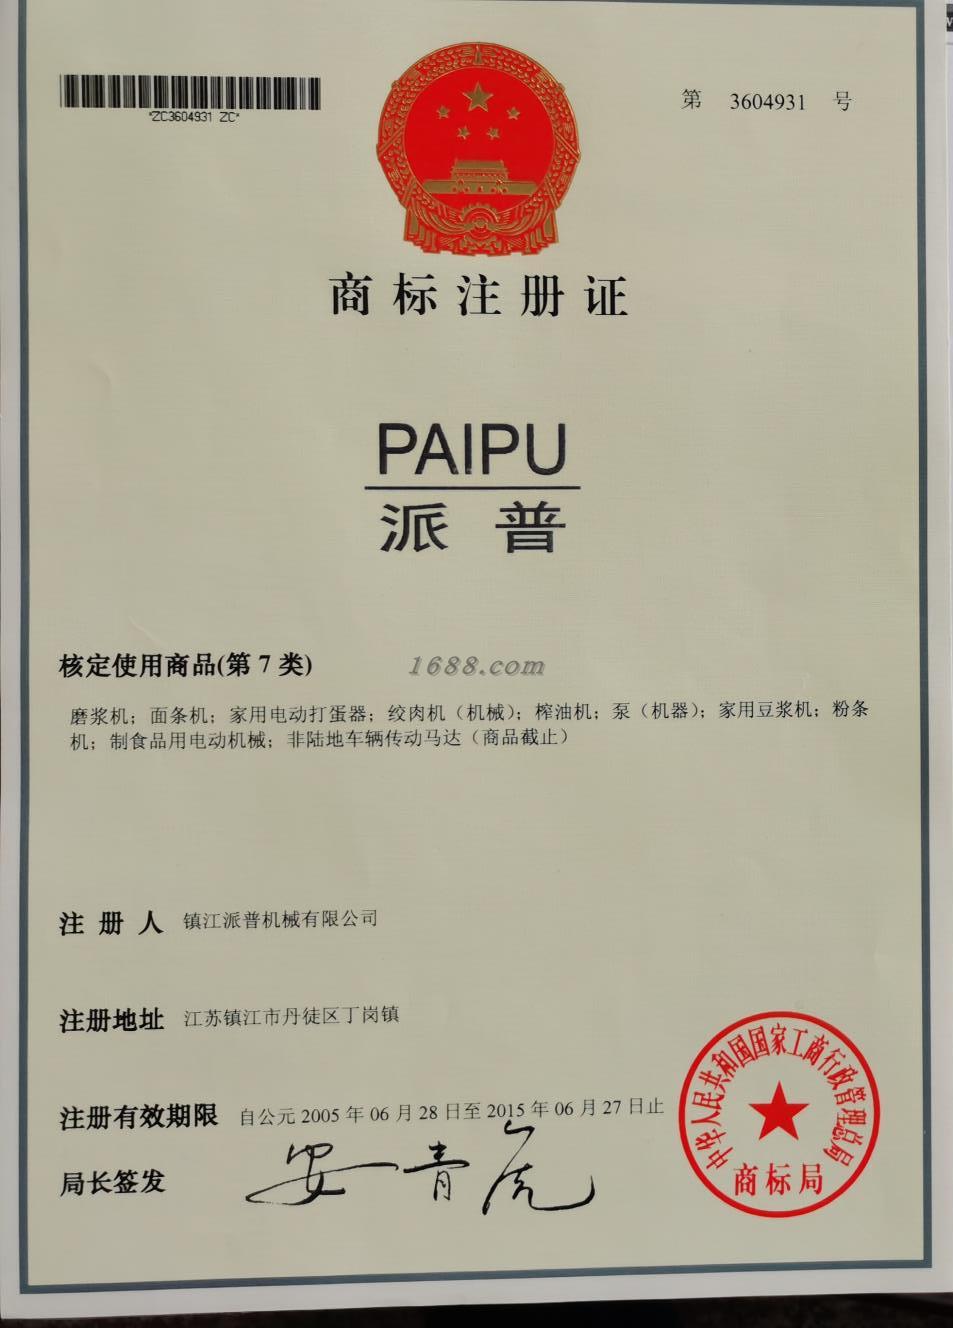 *ZC3604931 ZC*
第 3604931 号
商标注册证
PAIPU
派普
核定使用商品(第 7 类)
1688.com
磨浆机；面条机；家用电动打蛋器；绞肉机（机械）；榨油机；泵（机器）；家用豆浆机；粉条
机；制食品用电动机械；非陆地车辆传动马达（商品截止）
注册人 镇江派普机械有限公司
注册地址 江苏镇江市丹徒区丁岗镇
注册有效期限 自公元 2005 年 06 月 28 日至 2015 年 06 月 27 日止
局长签发 安青虎
中华人民共和国国家工商行政管理总局
商标局